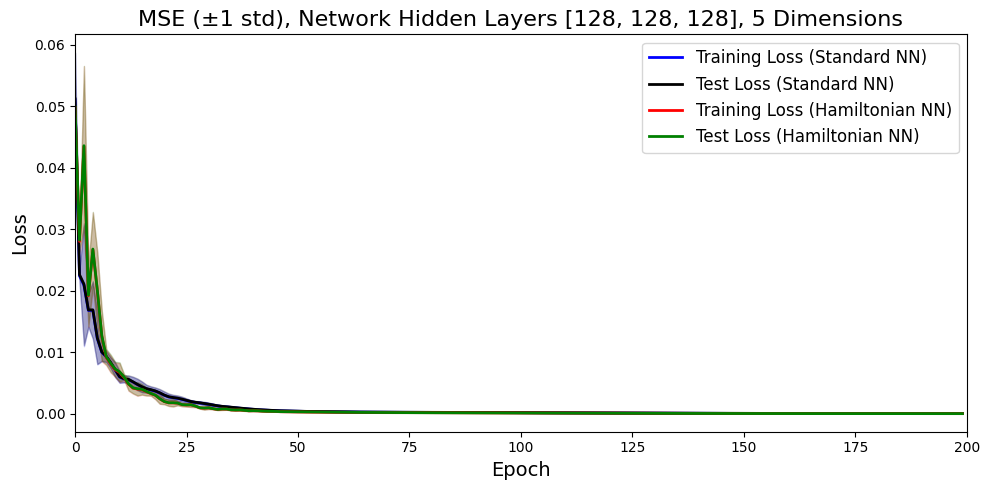 MSE (±1 std), Network Hidden Layers [128, 128, 128], 5 Dimensions
Training Loss (Standard NN)
Test Loss (Standard NN)
Training Loss (Hamiltonian NN)
Test Loss (Hamiltonian NN)
Loss
0.06
0.05
0.04
0.03
0.02
0.01
0.00
0 25 50 75 100 125 150 175 200
Epoch